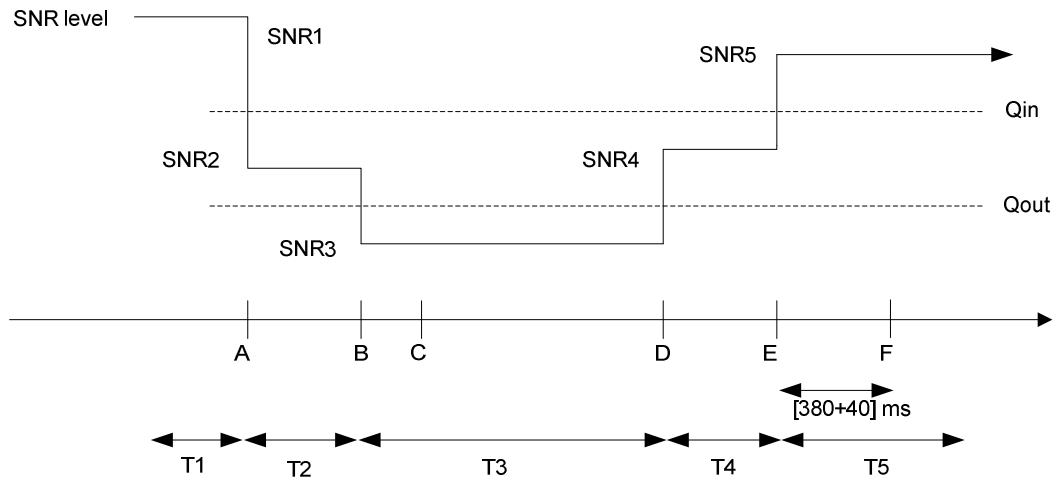 SNR level
SNR1
SNR5
Qin
SNR2
SNR4
Qout
SNR3
A
B
C
D
E
F
[380+40] ms
T1
T2
T3
T4
T5